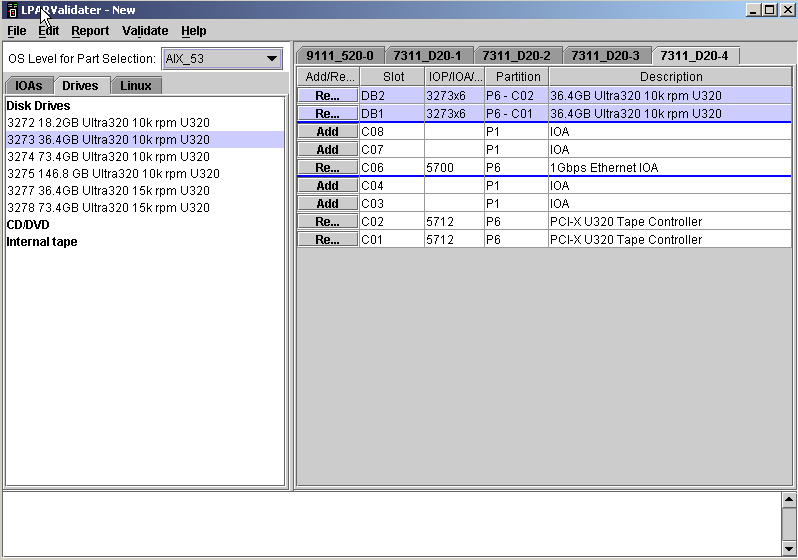 LPARValidater - New
File Edit Report Validate Help
OS Level for Part Selection: AIX_53
IOAs Drives Linux
Disk Drives
3272 18.2GB Ultra320 10k rpm U320
3273 36.4GB Ultra320 10k rpm U320
3274 73.4GB Ultra320 10k rpm U320
3275 146.8 GB Ultra320 10k rpm U320
3277 36.4GB Ultra320 15k rpm U320
3278 73.4GB Ultra320 15k rpm U320
CD/DVD
Internal tape
9111_520-0 7311_D20-1 7311_D20-2 7311_D20-3 7311_D20-4
Add/Re... Slot IOP/IOA/... Partition Description
Re... DB2 3273x6 P6 - C02 36.4GB Ultra320 10k rpm U320
Re... DB1 3273x6 P6 - C01 36.4GB Ultra320 10k rpm U320
Add C08 P1 IOA
Add C07 P1 IOA
Re... C06 5700 P6 1Gbps Ethernet IOA
Add C04 P1 IOA
Add C03 P1 IOA
Re... C02 5712 P6 PCI-X U320 Tape Controller
Re... C01 5712 P6 PCI-X U320 Tape Controller